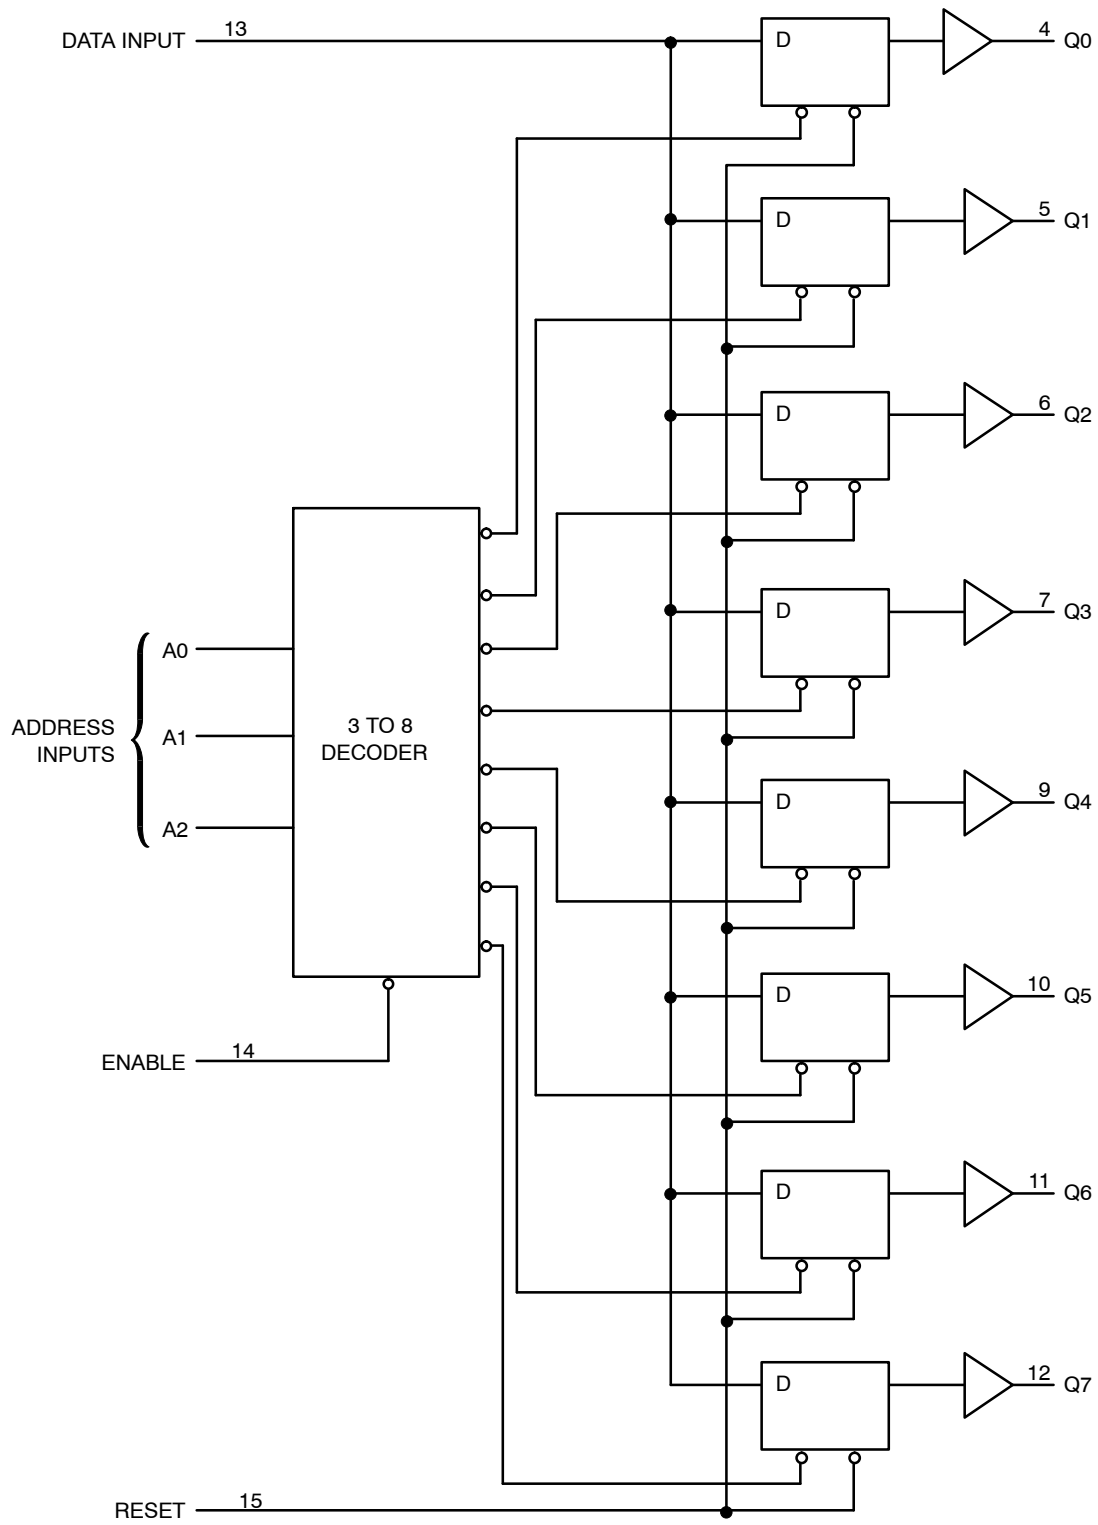 DATA INPUT
13
D
4
Q0
D
5
Q1
D
6
Q2
D
7
Q3
A0
ADDRESS
INPUTS
A1
A2
3 TO 8
DECODER
D
9
Q4
D
10
Q5
ENABLE
14
D
11
Q6
D
12
Q7
RESET
15